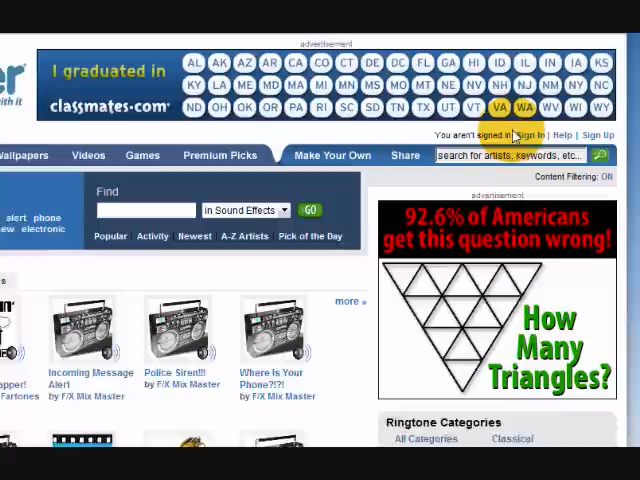 advertisement
I graduated in
classmates.com
AL AK AZ AR CA CO CT DE FL GA HI ID IL IN IA KS
KY LA ME MD MA MI MN MS MO MT NE NV NH NJ NM NY
ND OH OK OR PA RI SC SD TN TX UT VT VA WA WV WI WY
er
with it
You aren't signed in Sign In | Help | Sign Up
Wallpapers Videos Games Premium Picks Make Your Own Share
search for artists, keywords, etc...
Content Filtering: ON
alert phone
new electronic
Find
in Sound Effects GO
Popular Activity Newest A-Z Artists Pick of the Day
advertisement
92.6% of Americans
get this question wrong!
How
Many
Triangles?
s
more »
Incoming Message
Alert
by F/X Mix Master
Police Siren!!!
by F/X Mix Master
Where Is Your
Phone?!?!
by F/X Mix Master
Fartones
Ringtone Categories
All Categories Classical